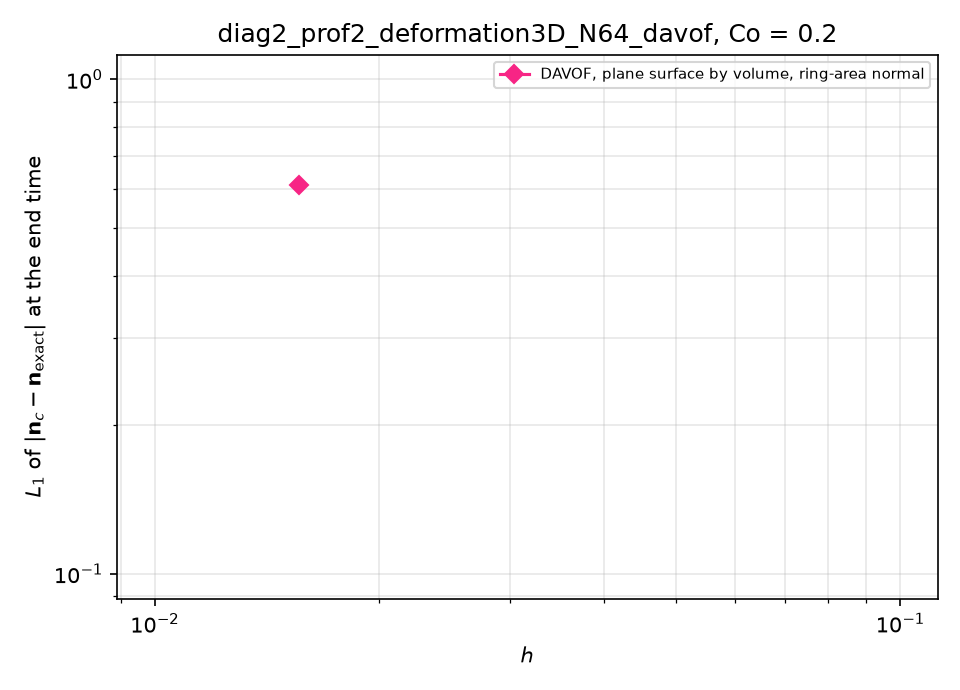 diag2_prof2_deformation3D_N64_davof, Co = 0.2
DAVOF, plane surface by volume, ring-area normal
10⁰
10⁻¹
L₁ of |n_c − n_exact| at the end time
10⁻² 10⁻¹
h